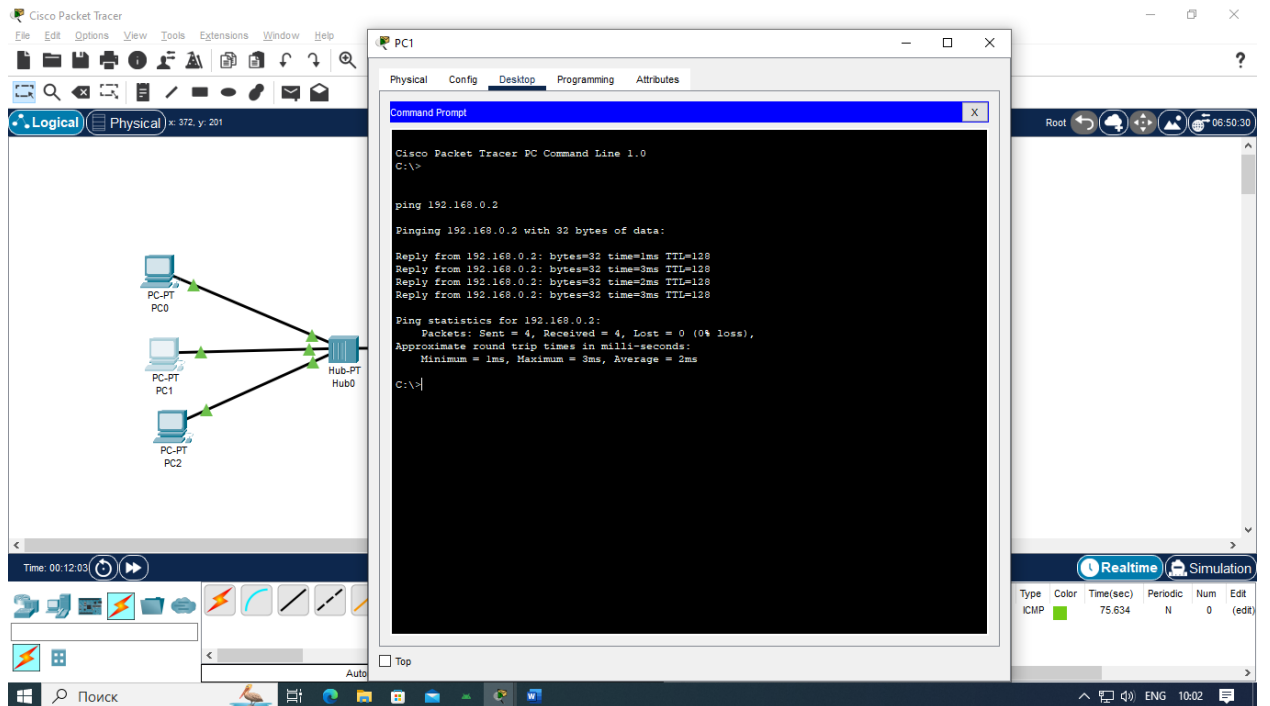 Cisco Packet Tracer
File Edit Options View Tools Extensions Window Help
Logical Physical x: 372, y: 201
Root 06:50:30
PC-PT
PC0
PC-PT
PC1
PC-PT
PC2
Hub-PT
Hub0
PC1
Physical Config Desktop Programming Attributes
Command Prompt X
Cisco Packet Tracer PC Command Line 1.0
C:\>
ping 192.168.0.2
Pinging 192.168.0.2 with 32 bytes of data:
Reply from 192.168.0.2: bytes=32 time=1ms TTL=128
Reply from 192.168.0.2: bytes=32 time=3ms TTL=128
Reply from 192.168.0.2: bytes=32 time=2ms TTL=128
Reply from 192.168.0.2: bytes=32 time=3ms TTL=128
Ping statistics for 192.168.0.2:
Packets: Sent = 4, Received = 4, Lost = 0 (0% loss),
Approximate round trip times in milli-seconds:
Minimum = 1ms, Maximum = 3ms, Average = 2ms
C:\>
Top
Time: 00:12:03
Realtime Simulation
Type Color Time(sec) Periodic Num Edit
ICMP 75.634 N 0 (edit)
Auto
Поиск
ENG 10:02